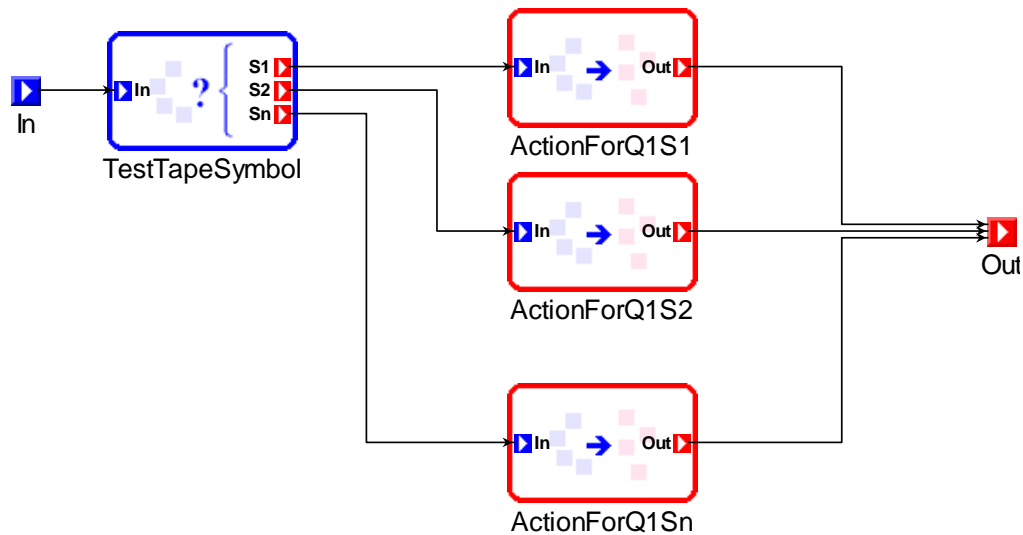 In
In
?
S1
S2
Sn
TestTapeSymbol
In
Out
ActionForQ1S1
In
Out
ActionForQ1S2
In
Out
ActionForQ1Sn
Out